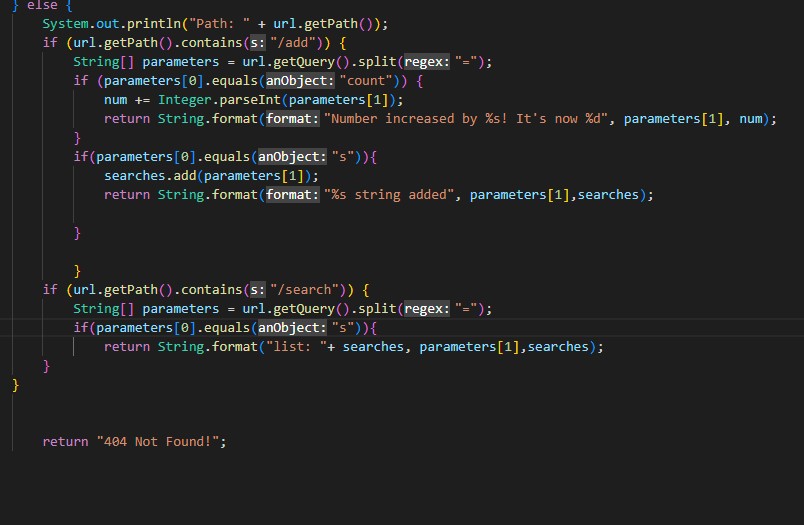 } else {
System.out.println("Path: " + url.getPath());
if (url.getPath().contains(s: "/add")) {
String[] parameters = url.getQuery().split(regex: "=");
if (parameters[0].equals(anObject: "count")) {
num += Integer.parseInt(parameters[1]);
return String.format(format: "Number increased by %s! It's now %d", parameters[1], num);
}
if(parameters[0].equals(anObject: "s")){
searches.add(parameters[1]);
return String.format(format: "%s string added", parameters[1],searches);
}
}
if (url.getPath().contains(s: "/search")) {
String[] parameters = url.getQuery().split(regex: "=");
if(parameters[0].equals(anObject: "s")){
return String.format("list: "+ searches, parameters[1],searches);
}
}
return "404 Not Found!";